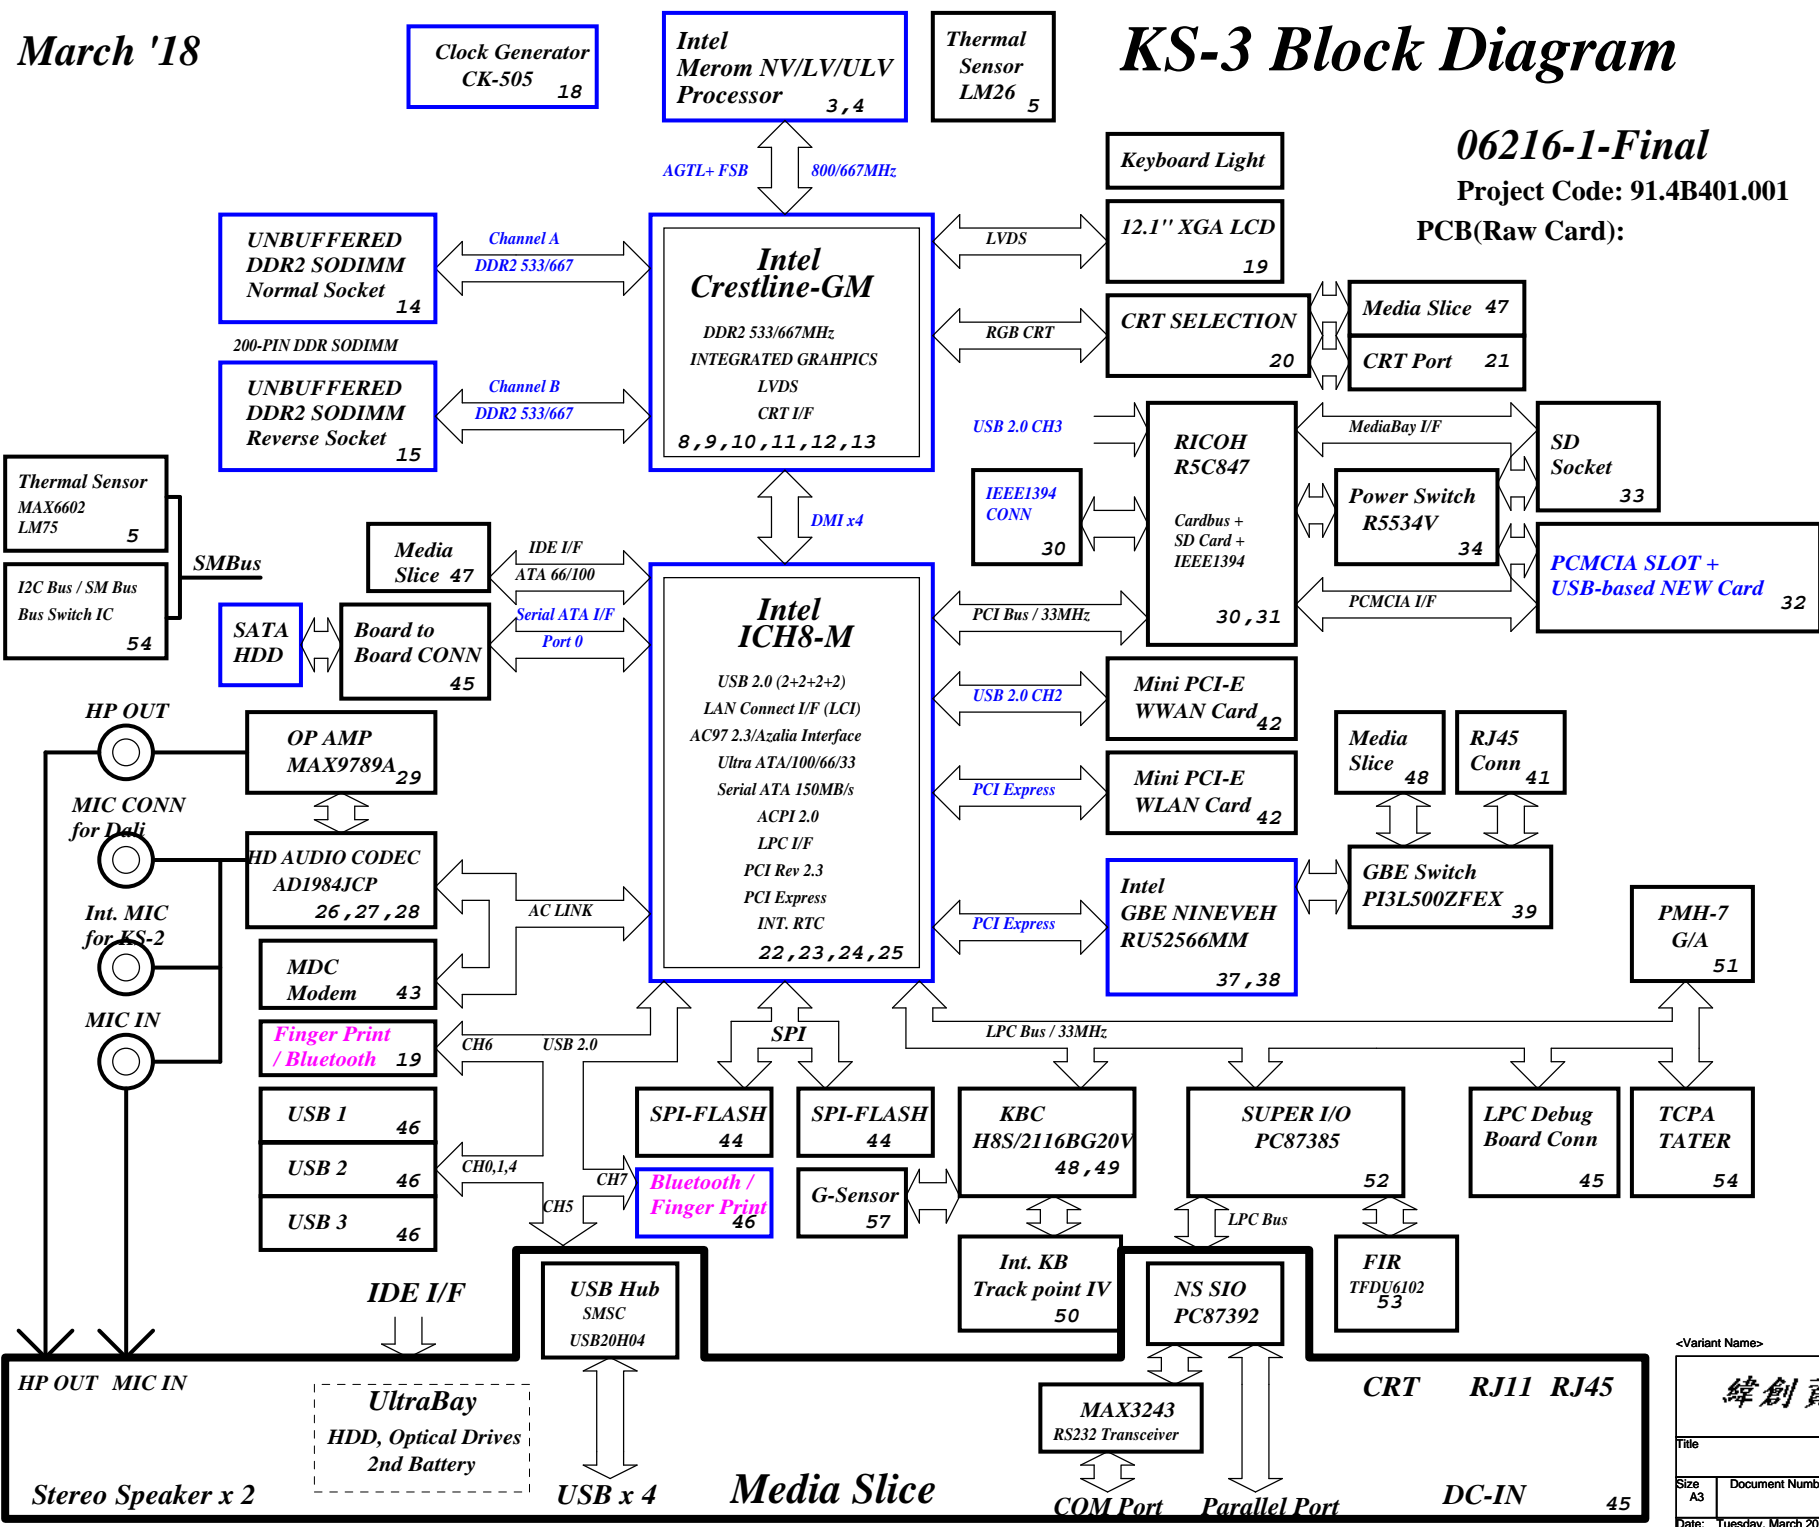 March '18
KS-3 Block Diagram
06216-1-Final
Project Code: 91.4B401.001
PCB(Raw Card):
Clock Generator
CK-505
18
Intel
Merom NV/LV/ULV
Processor
3,4
Thermal
Sensor
LM26
5
AGTL+ FSB
800/667MHz
Keyboard Light
UNBUFFERED
DDR2 SODIMM
Normal Socket
14
Channel A
DDR2 533/667
200-PIN DDR SODIMM
UNBUFFERED
DDR2 SODIMM
Reverse Socket
15
Channel B
DDR2 533/667
Intel
Crestline-GM
DDR2 533/667MHz
INTEGRATED GRAHPICS
LVDS
CRT I/F
8,9,10,11,12,13
LVDS
12.1" XGA LCD
19
RGB CRT
CRT SELECTION
20
Media Slice 47
CRT Port 21
USB 2.0 CH3
IEEE1394
CONN
30
RICOH
R5C847
Cardbus +
SD Card +
IEEE1394
30,31
MediaBay I/F
SD
Socket
33
Power Switch
R5534V
34
PCMCIA SLOT +
USB-based NEW Card
32
PCMCIA I/F
PCI Bus / 33MHz
DMI x4
Thermal Sensor
MAX6602
LM75
5
I2C Bus / SM Bus
Bus Switch IC
54
SMBus
Media
Slice 47
IDE I/F
ATA 66/100
SATA
HDD
Board to
Board CONN
45
Serial ATA I/F
Port 0
Intel
ICH8-M
USB 2.0 (2+2+2+2)
LAN Connect I/F (LCI)
AC97 2.3/Azalia Interface
Ultra ATA/100/66/33
Serial ATA 150MB/s
ACPI 2.0
LPC I/F
PCI Rev 2.3
PCI Express
INT. RTC
22,23,24,25
USB 2.0 CH2
Mini PCI-E
WWAN Card
42
PCI Express
Mini PCI-E
WLAN Card
42
PCI Express
Intel
GBE NINEVEH
RU52566MM
37,38
Media
Slice
48
RJ45
Conn
41
GBE Switch
PI3L500ZFEX
39
PMH-7
G/A
51
HP OUT
OP AMP
MAX9789A
29
MIC CONN
for Dali
HD AUDIO CODEC
AD1984JCP
26,27,28
AC LINK
Int. MIC
for KS-2
MDC
Modem
43
MIC IN
Finger Print
/ Bluetooth
19
CH6
USB 2.0
SPI
LPC Bus / 33MHz
USB 1
46
USB 2
46
USB 3
46
CH0,1,4
CH7
CH5
SPI-FLASH
44
SPI-FLASH
44
Bluetooth /
Finger Print
46
G-Sensor
57
KBC
H8S/2116BG20V
48,49
SUPER I/O
PC87385
52
LPC Debug
Board Conn
45
TCPA
TATER
54
LPC Bus
Int. KB
Track point IV
50
NS SIO
PC87392
FIR
TFDU6102
53
IDE I/F
USB Hub
SMSC
USB20H04
HP OUT MIC IN
UltraBay
HDD, Optical Drives
2nd Battery
MAX3243
RS232 Transceiver
CRT RJ11 RJ45
Stereo Speaker x 2
USB x 4
Media Slice
COM Port
Parallel Port
DC-IN
45
<Variant Name>
緯創
Title
Size
A3
Document Numb
Date: Tuesday, March 20